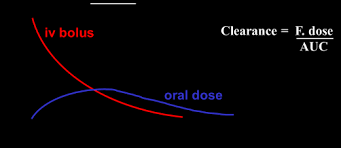 iv bolus
Clearance = F. dose
AUC
oral dose